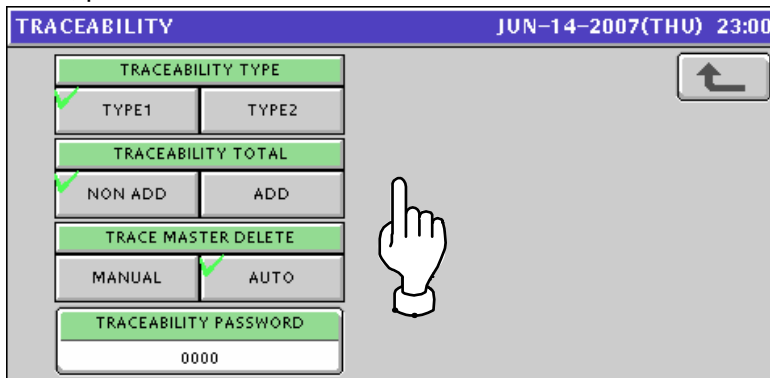 TRACEABILITY JUN-14-2007(THU) 23:00
TRACEABILITY TYPE
TYPE1 TYPE2
TRACEABILITY TOTAL
NON ADD ADD
TRACE MASTER DELETE
MANUAL AUTO
TRACEABILITY PASSWORD
0000